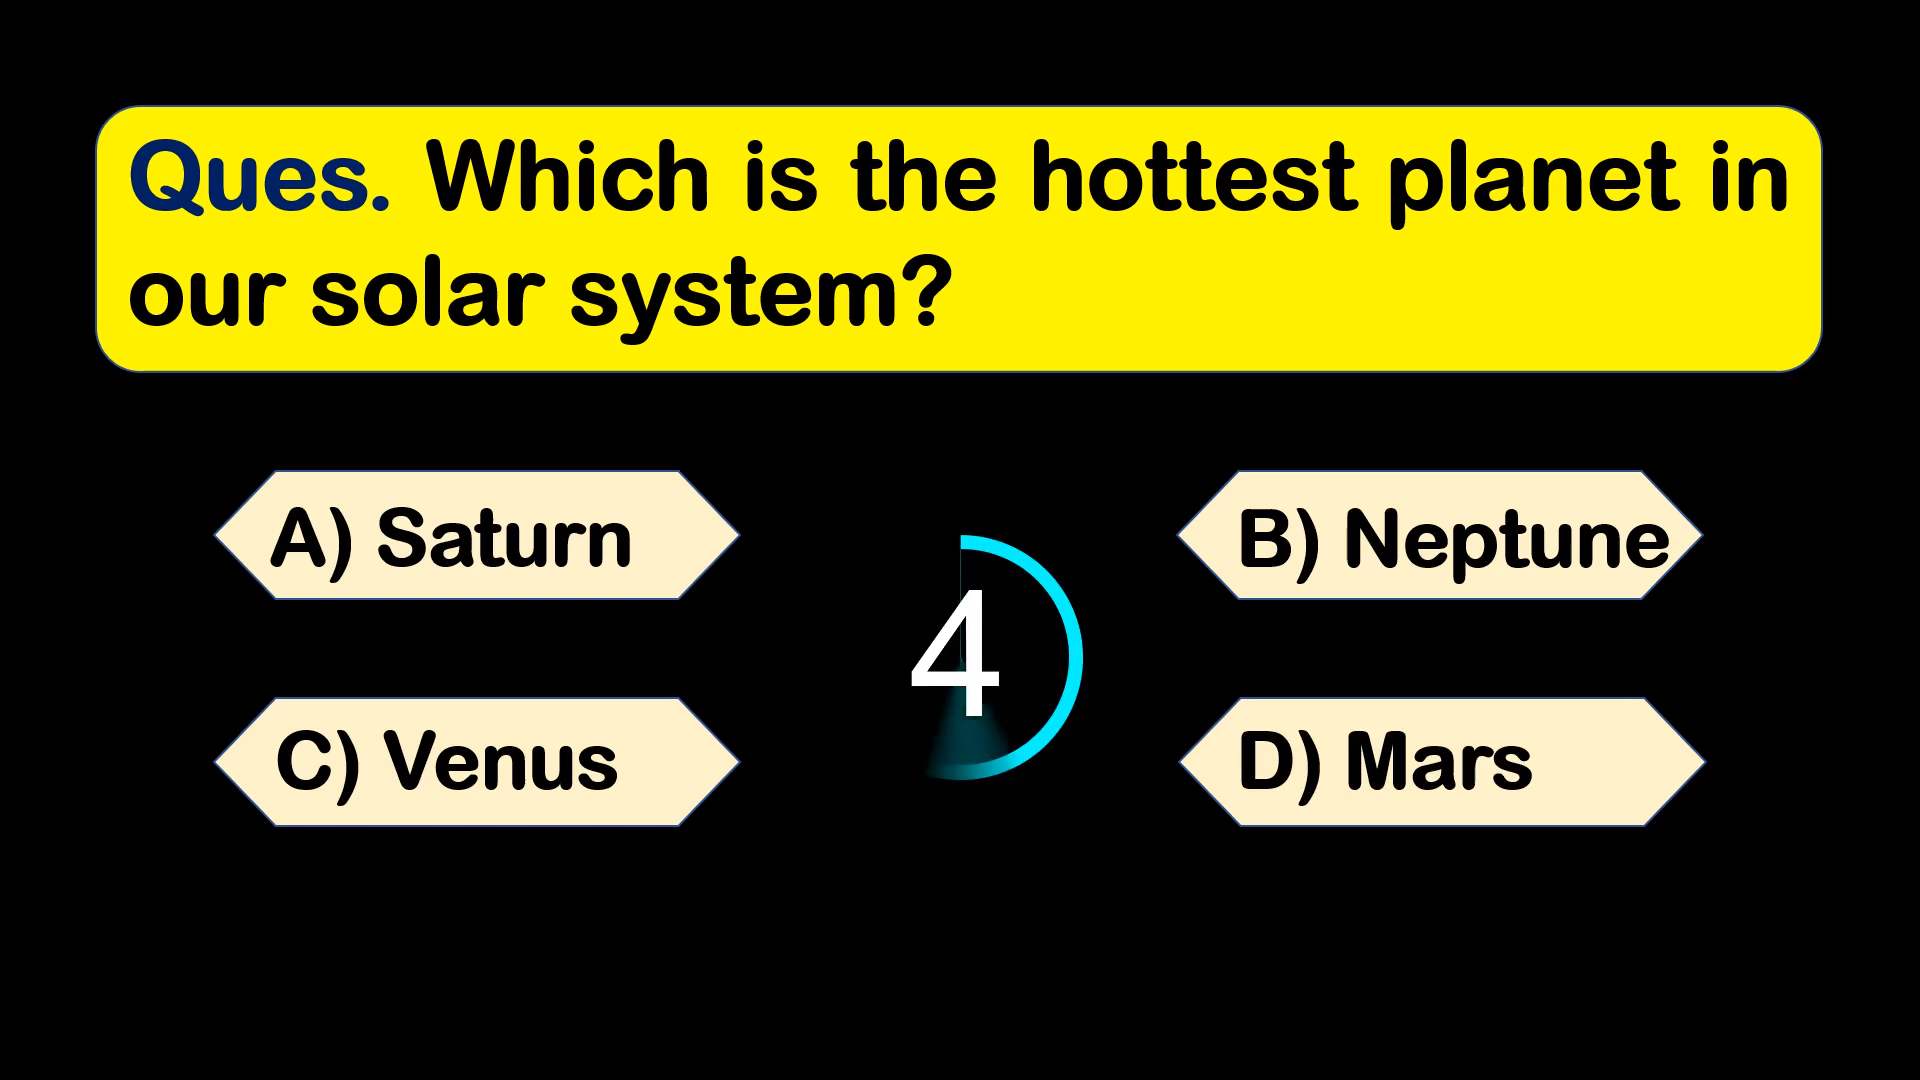 Ques. Which is the hottest planet in
our solar system?
A) Saturn
B) Neptune
4
C) Venus
D) Mars